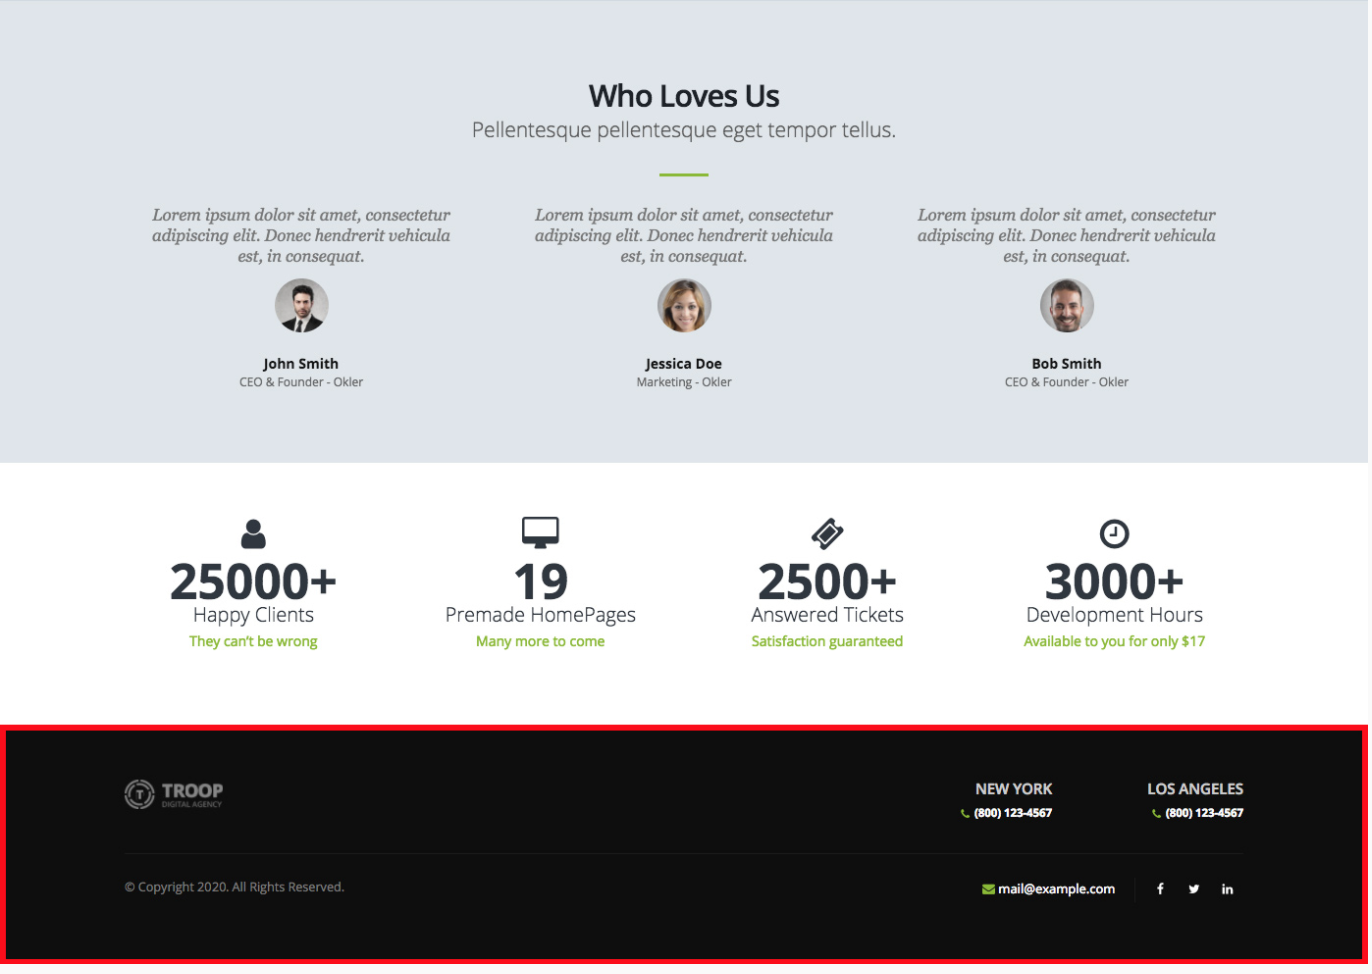 Who Loves Us
Pellentesque pellentesque eget tempor tellus.
Lorem ipsum dolor sit amet, consectetur
adipiscing elit. Donec hendrerit vehicula
est, in consequat.
John Smith
CEO & Founder - Okler
Lorem ipsum dolor sit amet, consectetur
adipiscing elit. Donec hendrerit vehicula
est, in consequat.
Jessica Doe
Marketing - Okler
Lorem ipsum dolor sit amet, consectetur
adipiscing elit. Donec hendrerit vehicula
est, in consequat.
Bob Smith
CEO & Founder - Okler
25000+
Happy Clients
They can't be wrong
19
Premade HomePages
Many more to come
2500+
Answered Tickets
Satisfaction guaranteed
3000+
Development Hours
Available to you for only $17
T
TROOP
DIGITAL AGENCY
NEW YORK
(800) 123-4567
LOS ANGELES
(800) 123-4567
© Copyright 2020. All Rights Reserved.
mail@example.com